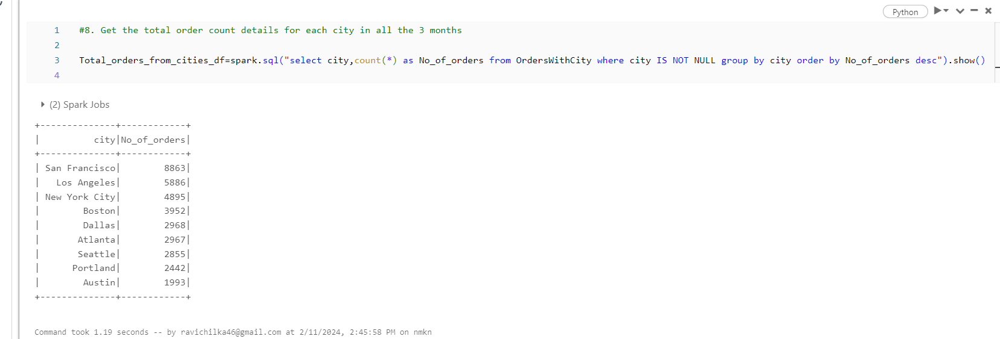 Python
1 #8. Get the total order count details for each city in all the 3 months
2
3 Total_orders_from_cities_df=spark.sql("select city,count(*) as No_of_orders from OrdersWithCity where city IS NOT NULL group by city order by No_of_orders desc").show()
4
(2) Spark Jobs
+--------------+------------+
|          city|No_of_orders|
+--------------+------------+
| San Francisco|        8863|
|   Los Angeles|        5886|
| New York City|        4895|
|        Boston|        3952|
|        Dallas|        2968|
|       Atlanta|        2967|
|       Seattle|        2855|
|      Portland|        2442|
|        Austin|        1993|
+--------------+------------+
Command took 1.19 seconds -- by ravichilka46@gmail.com at 2/11/2024, 2:45:58 PM on nmkn